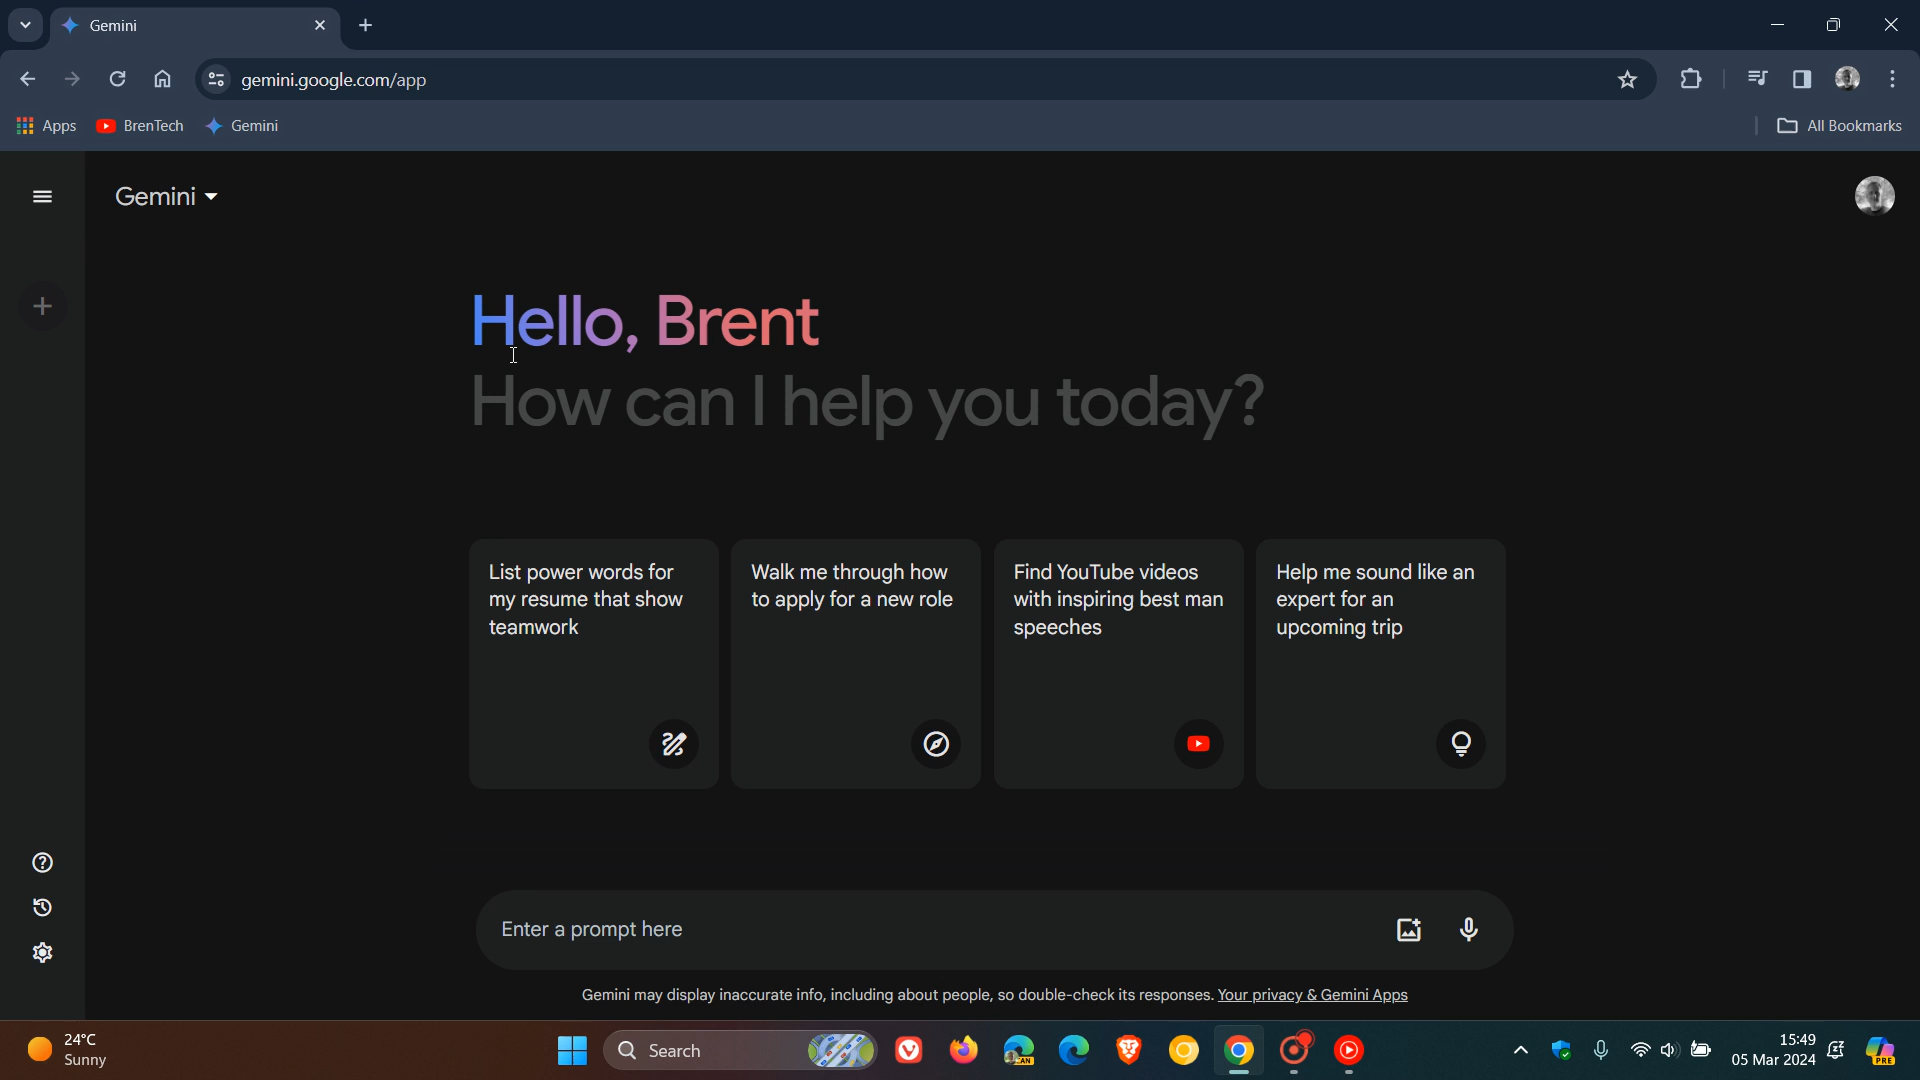 Gemini
gemini.google.com/app
Apps
BrenTech
Gemini
All Bookmarks
Gemini
Hello, Brent
How can I help you today?
List power words for
my resume that show
teamwork
Walk me through how
to apply for a new role
Find YouTube videos
with inspiring best man
speeches
Help me sound like an
expert for an
upcoming trip
Enter a prompt here
Gemini may display inaccurate info, including about people, so double-check its responses. Your privacy & Gemini Apps
24°C
Sunny
Search
CAN
15:49
05 Mar 2024
PRE